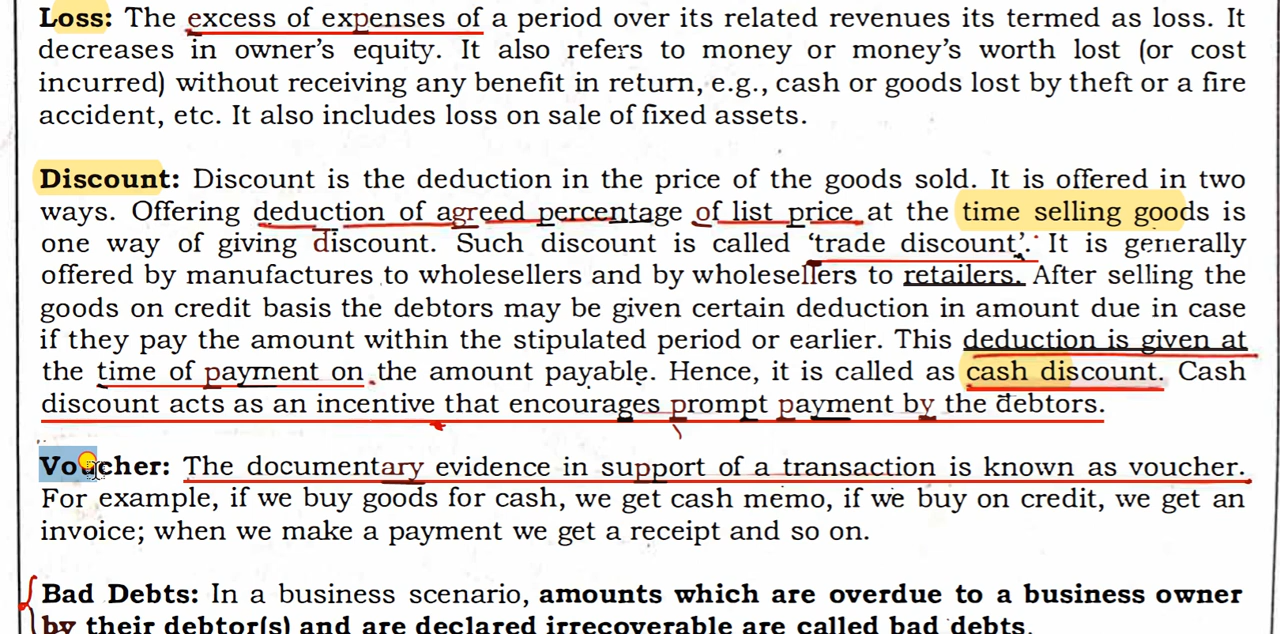 Loss: The excess of expenses of a period over its related revenues its termed as loss. It
decreases in owner's equity. It also refers to money or money's worth lost (or cost
incurred) without receiving any benefit in return, e.g., cash or goods lost by theft or a fire
accident, etc. It also includes loss on sale of fixed assets.
Discount: Discount is the deduction in the price of the goods sold. It is offered in two
ways. Offering deduction of agreed percentage of list price at the time selling goods is
one way of giving discount. Such discount is called 'trade discount'. It is generally
offered by manufactures to wholesellers and by wholesellers to retailers. After selling the
goods on credit basis the debtors may be given certain deduction in amount due in case
if they pay the amount within the stipulated period or earlier. This deduction is given at
the time of payment on the amount payable. Hence, it is called as cash discount. Cash
discount acts as an incentive that encourages prompt payment by the debtors.
Voucher: The documentary evidence in support of a transaction is known as voucher.
For example, if we buy goods for cash, we get cash memo, if we buy on credit, we get an
invoice; when we make a payment we get a receipt and so on.
Bad Debts: In a business scenario, amounts which are overdue to a business owner
by their debtor(s) and are declared irrecoverable are called bad debts.